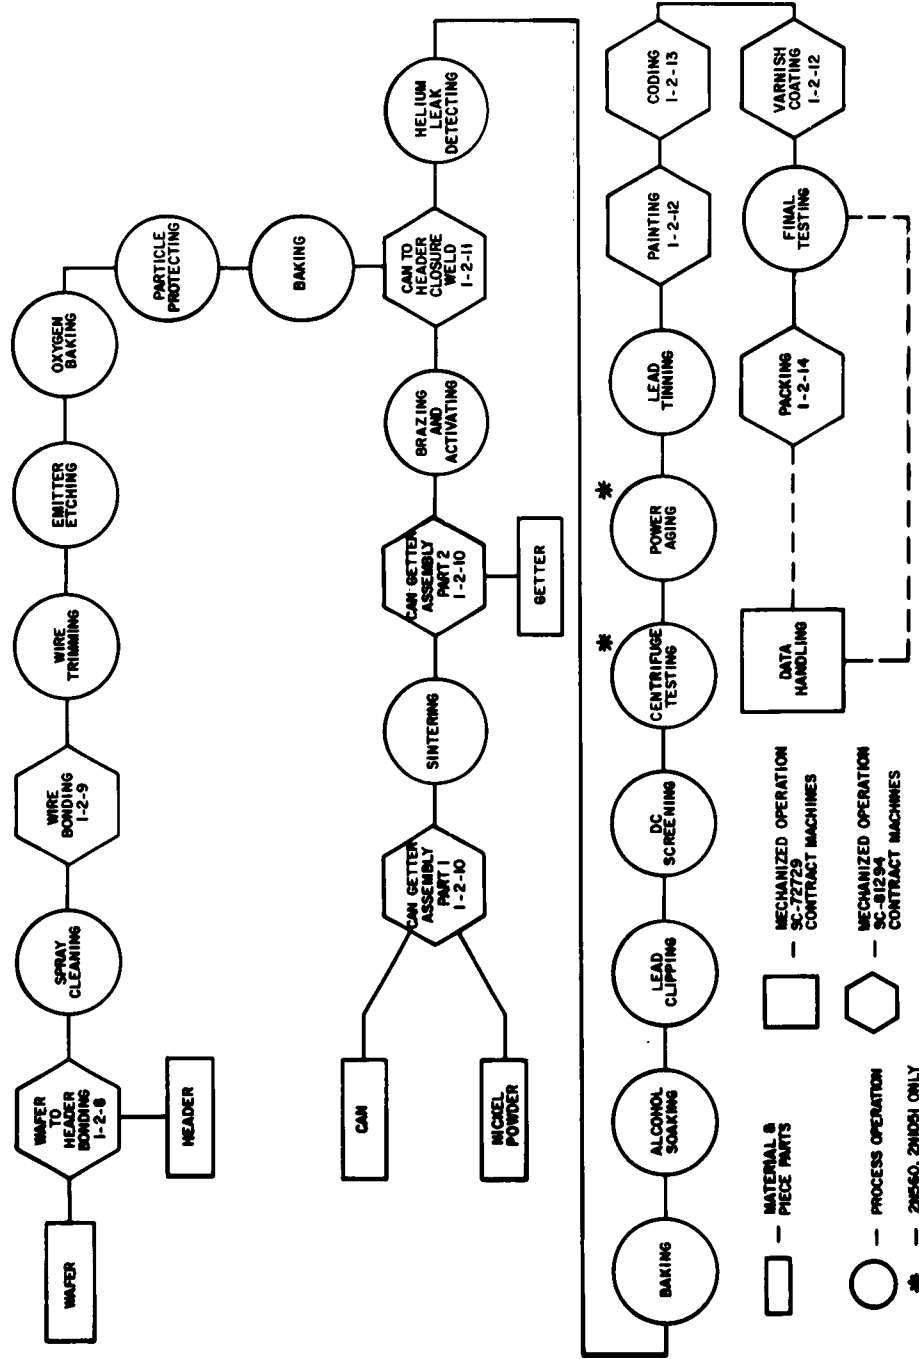 WAFER
WAFER
TO
HEADER
BONDING
1-2-8
HEADER
SPRAY
CLEANING
WIRE
BONDING
1-2-9
WIRE
TRIMMING
EMITTER
ETCHING
OXYGEN
BAKING
PARTICLE
PROTECTING
BAKING
CAN
NICKEL
POWDER
CAN GETTER
ASSEMBLY
PART 1
1-2-10
SINTERING
CAN GETTER
ASSEMBLY
PART 2
1-2-10
GETTER
BRAZING
AND
ACTIVATING
CAN TO
HEADER
CLOSURE
WELD
1-2-11
HELIUM
LEAK
DETECTING
BAKING
ALCOHOL
SOAKING
LEAD
CLIPPING
DC
SCREENING
*
CENTRIFUGE
TESTING
*
POWER
AGING
LEAD
TINNING
PAINTING
1-2-12
CODING
1-2-13
VARNISH
COATING
1-2-12
FINAL
TESTING
PACKING
1-2-14
DATA
HANDLING
— MATERIAL &
PIECE PARTS
— MECHANIZED OPERATION
SC-72729
CONTRACT MACHINES
— PROCESS OPERATION
— MECHANIZED OPERATION
SC-81294
CONTRACT MACHINES
* — 2N560, 2N1051 ONLY